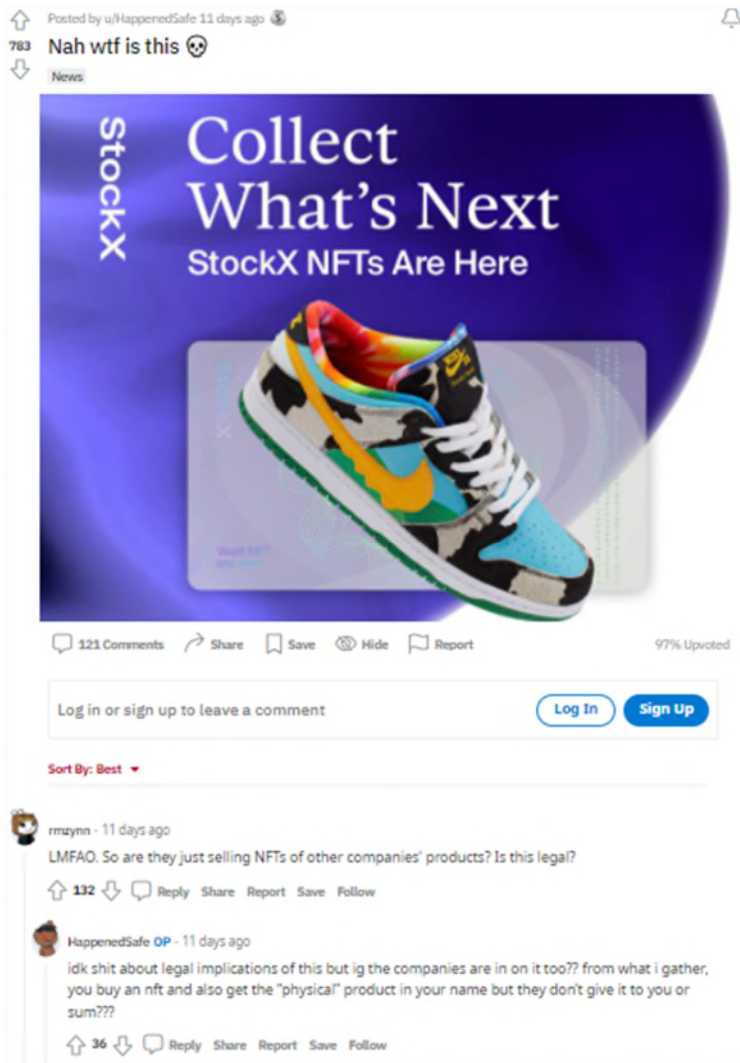 Posted by u/HappenedSafe 11 days ago
783
Nah wtf is this 💀
News
StockX
Collect
What's Next
StockX NFTs Are Here
StockX
Vault NFT
121 Comments Share Save Hide Report 97% Upvoted
Log in or sign up to leave a comment Log In Sign Up
Sort By: Best
rmzynn · 11 days ago
LMFAO. So are they just selling NFTs of other companies' products? Is this legal?
132 Reply Share Report Save Follow
HappenedSafe OP · 11 days ago
idk shit about legal implications of this but ig the companies are in on it too?? from what i gather,
you buy an nft and also get the "physical" product in your name but they don't give it to you or
sum???
36 Reply Share Report Save Follow